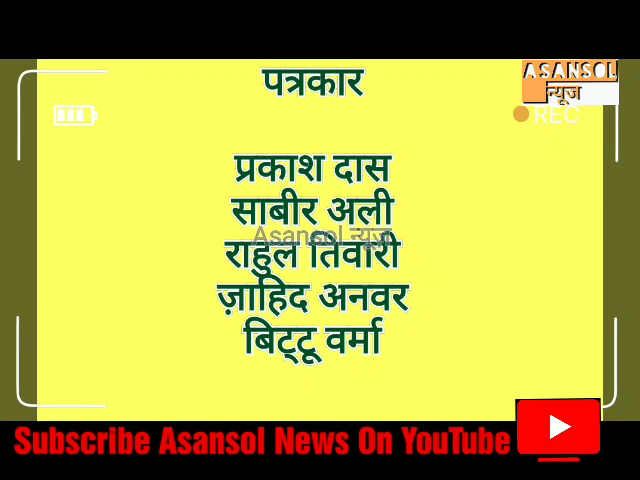 पत्रकार
ASANSOL
न्यूज
REC
प्रकाश दास
साबीर अली
Asansol न्यूज़
राहुल तिवारी
ज़ाहिद अनवर
बिट्टू वर्मा
Subscribe Asansol News On YouTube